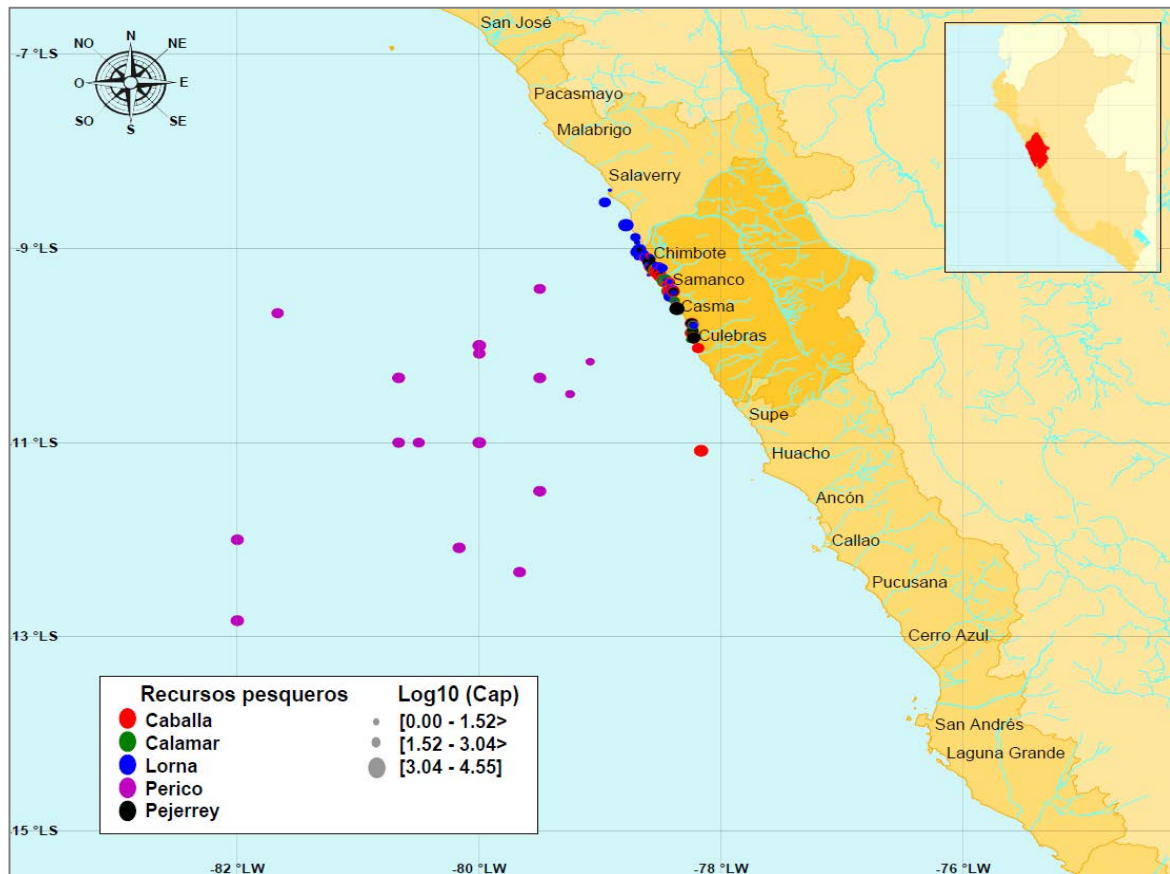 San José
-7 °LS
N
NO
NE
O
E
SO
SE
S
Pacasmayo
Malabrigo
Salaverry
-9 °LS
Chimbote
Samanco
Casma
Culebras
Supe
-11 °LS
Huacho
Ancón
Callao
Pucusana
-13 °LS
Cerro Azul
San Andrés
Laguna Grande
Recursos pesqueros
Caballa
Calamar
Lorna
Perico
Pejerrey
Log10 (Cap)
[0.00 - 1.52>
[1.52 - 3.04>
[3.04 - 4.55]
-15 °LS
-82 °LW
-80 °LW
-78 °LW
-76 °LW